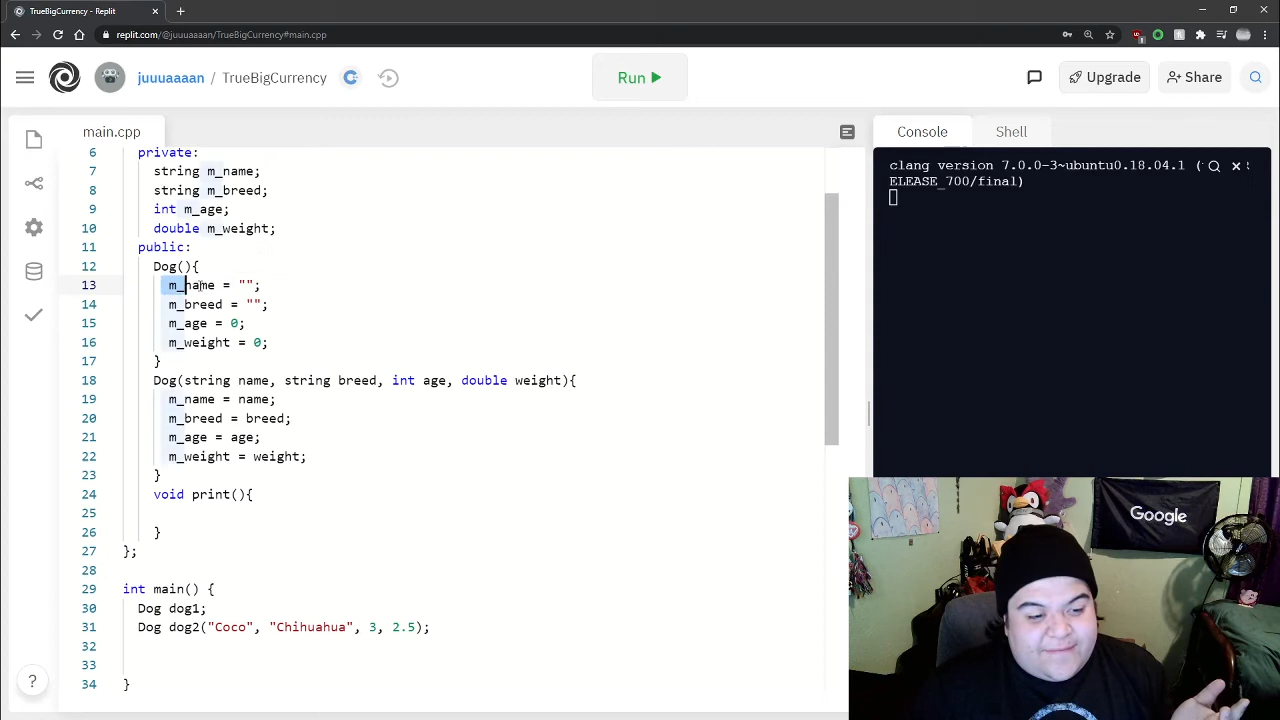 TrueBigCurrency - Replit
replit.com/@juuuaaaan/TrueBigCurrency#main.cpp
juuuaaaan / TrueBigCurrency
Run
Upgrade
Share
main.cpp
Console
Shell
6 private:
7 string m_name;
8 string m_breed;
9 int m_age;
10 double m_weight;
11 public:
12 Dog(){
13 m_name = "";
14 m_breed = "";
15 m_age = 0;
16 m_weight = 0;
17 }
18 Dog(string name, string breed, int age, double weight){
19 m_name = name;
20 m_breed = breed;
21 m_age = age;
22 m_weight = weight;
23 }
24 void print(){
25
26 }
27 };
28
29 int main() {
30 Dog dog1;
31 Dog dog2("Coco", "Chihuahua", 3, 2.5);
32
33
34 }
clang version 7.0.0-3~ubuntu0.18.04.1 (
ELEASE_700/final)
Google
?